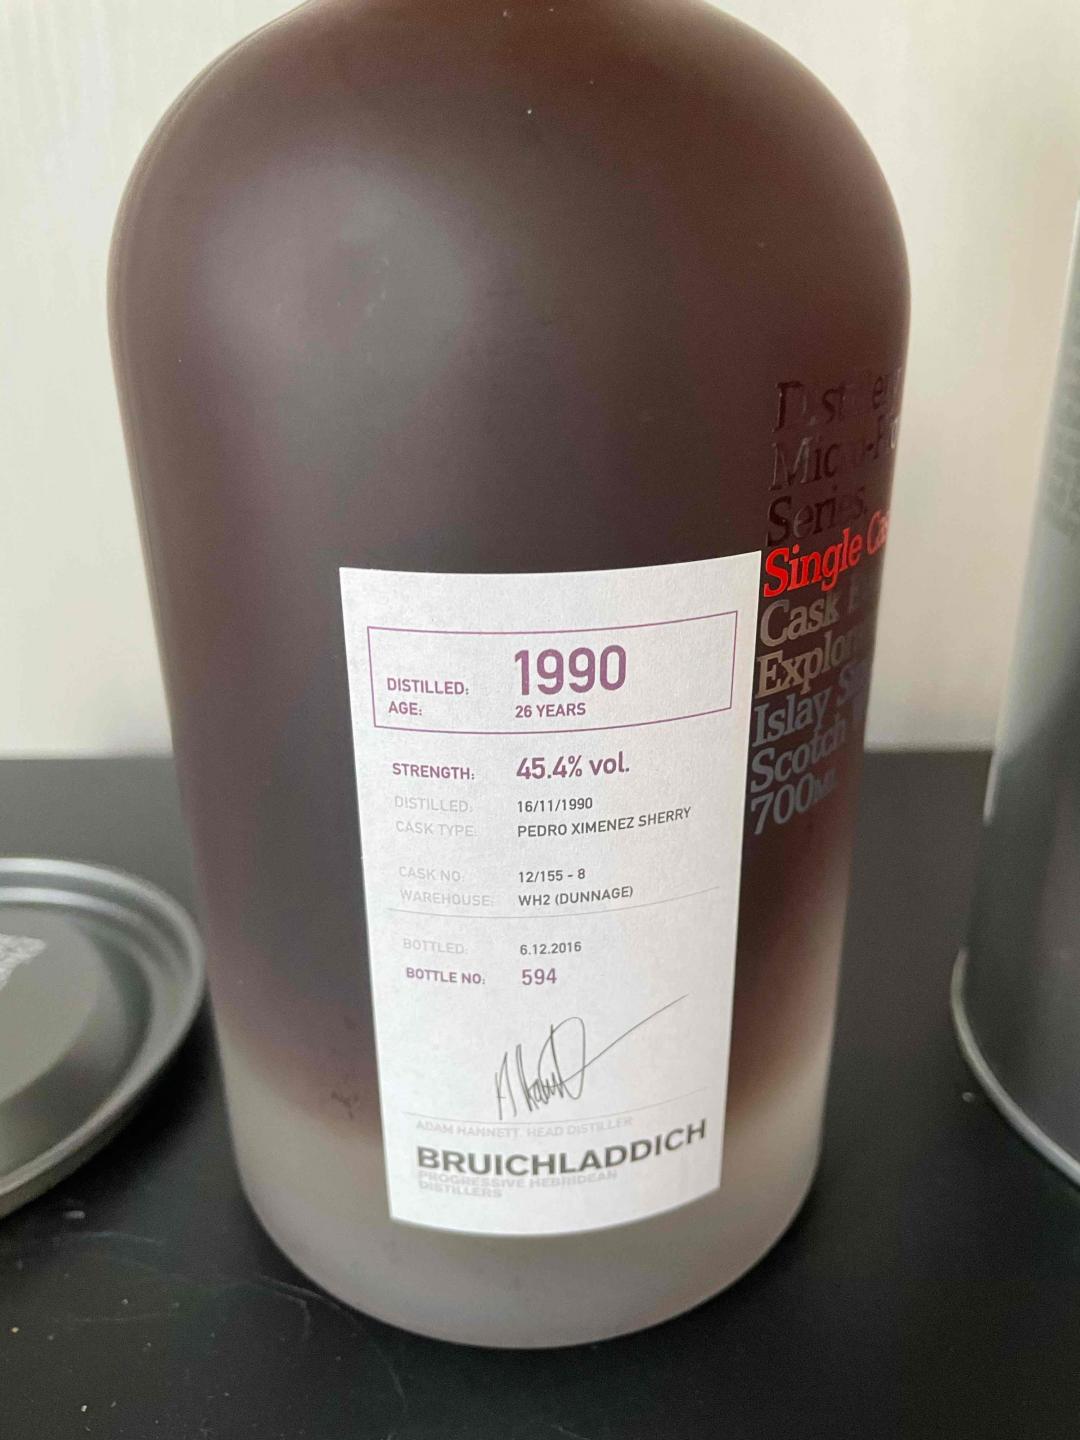 1990
DISTILLED:
AGE: 26 YEARS
STRENGTH: 45.4% vol.
DISTILLED: 16/11/1990
CASK TYPE: PEDRO XIMENEZ SHERRY
CASK NO: 12/155 - 8
WAREHOUSE: WH2 (DUNNAGE)
BOTTLED: 6.12.2016
BOTTLE NO: 594
ADAM HANNETT. HEAD DISTILLER
BRUICHLADDICH
PROGRESSIVE HEBRIDEAN
DISTILLERS
Series.
Single
Cask
Islay
Scotch
700ML